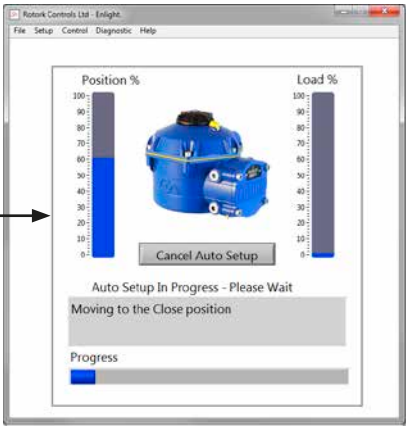 Rotork Controls Ltd - Enlight.
File Setup Control Diagnostic Help
Position % Load %
100 100
90 90
80 80
70 70
60 60
50 50
40 40
30 30
20 20
10 10
0 0
Cancel Auto Setup
Auto Setup In Progress - Please Wait
Moving to the Close position
Progress